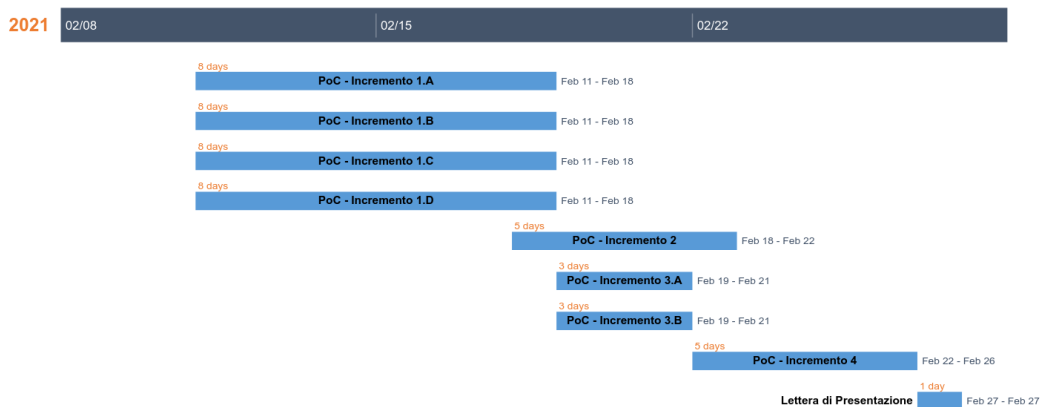 2021 02/08 02/15 02/22
8 days
PoC - Incremento 1.A Feb 11 - Feb 18
8 days
PoC - Incremento 1.B Feb 11 - Feb 18
8 days
PoC - Incremento 1.C Feb 11 - Feb 18
8 days
PoC - Incremento 1.D Feb 11 - Feb 18
5 days
PoC - Incremento 2 Feb 18 - Feb 22
3 days
PoC - Incremento 3.A Feb 19 - Feb 21
3 days
PoC - Incremento 3.B Feb 19 - Feb 21
5 days
PoC - Incremento 4 Feb 22 - Feb 26
1 day
Lettera di Presentazione Feb 27 - Feb 27